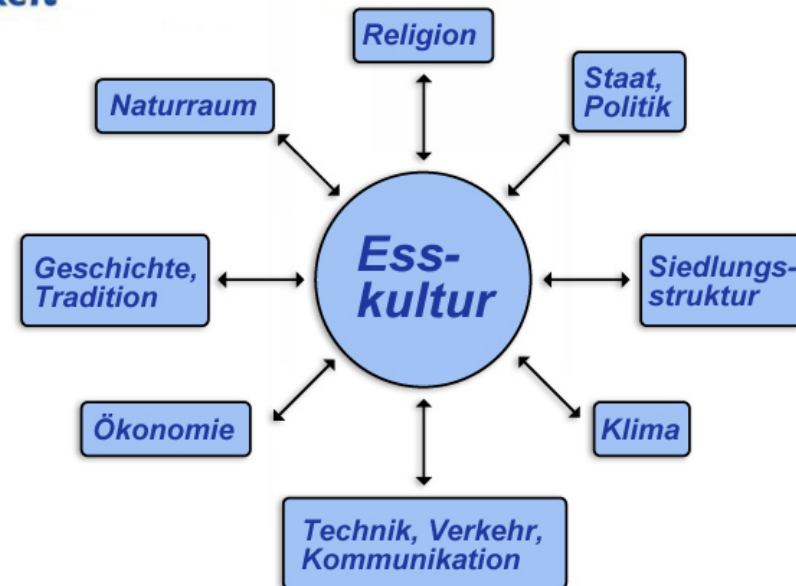 Religion
Staat,
Politik
Naturraum
Ess-
kultur
Geschichte,
Tradition
Siedlungs-
struktur
Ökonomie
Klima
Technik, Verkehr,
Kommunikation